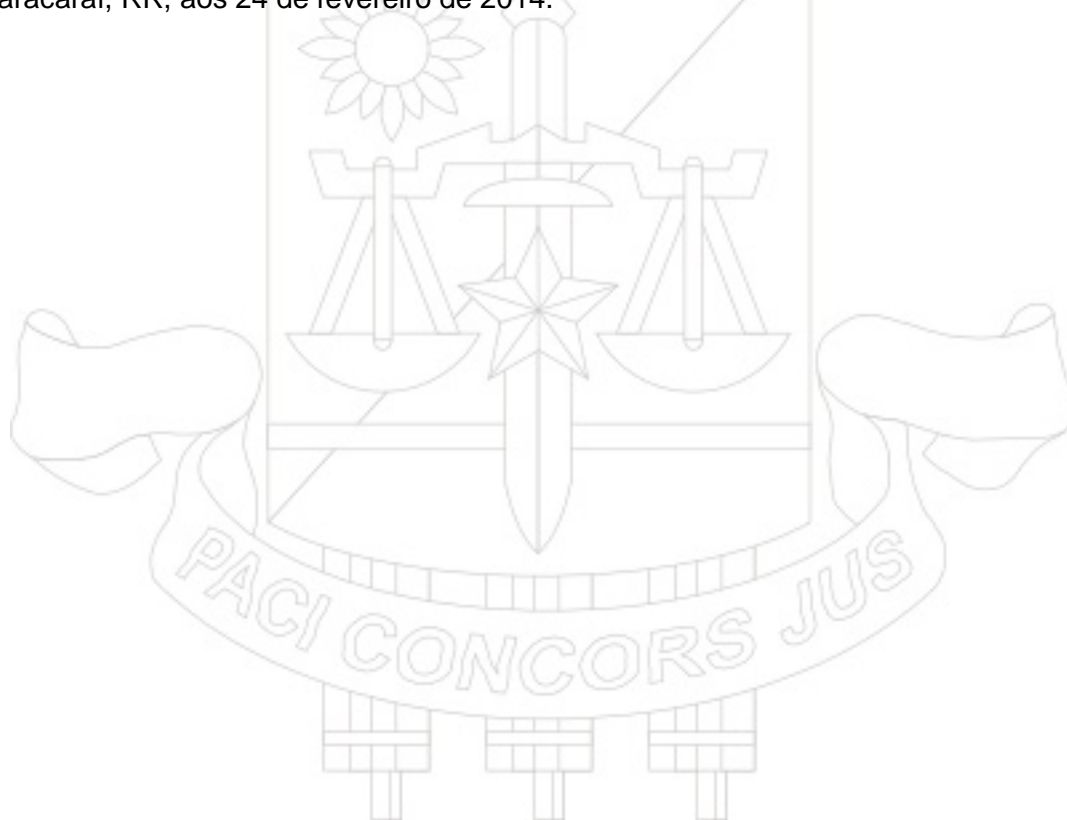 aracaraí, RR, aos 24 de fevereiro de 2014.
PACI CONCORS JUS